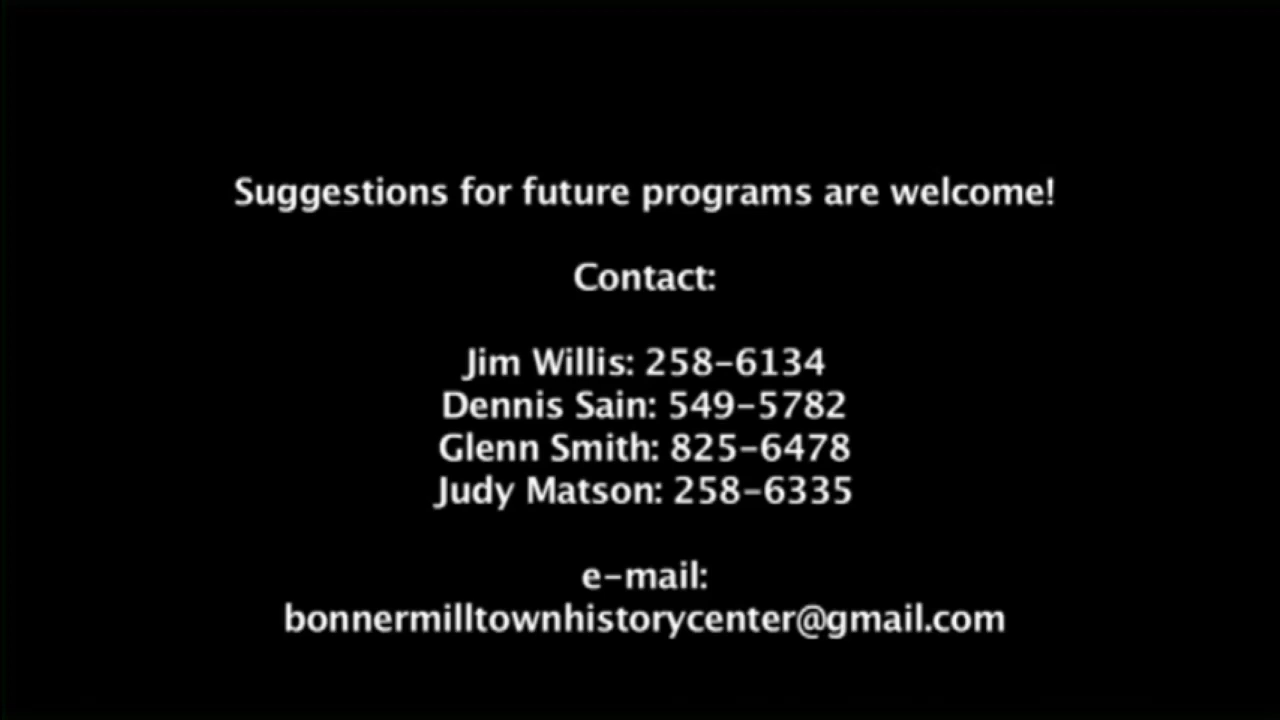 Suggestions for future programs are welcome!
Contact:
Jim Willis: 258-6134
Dennis Sain: 549-5782
Glenn Smith: 825-6478
Judy Matson: 258-6335
e-mail:
bonnermilltownhistorycenter@gmail.com